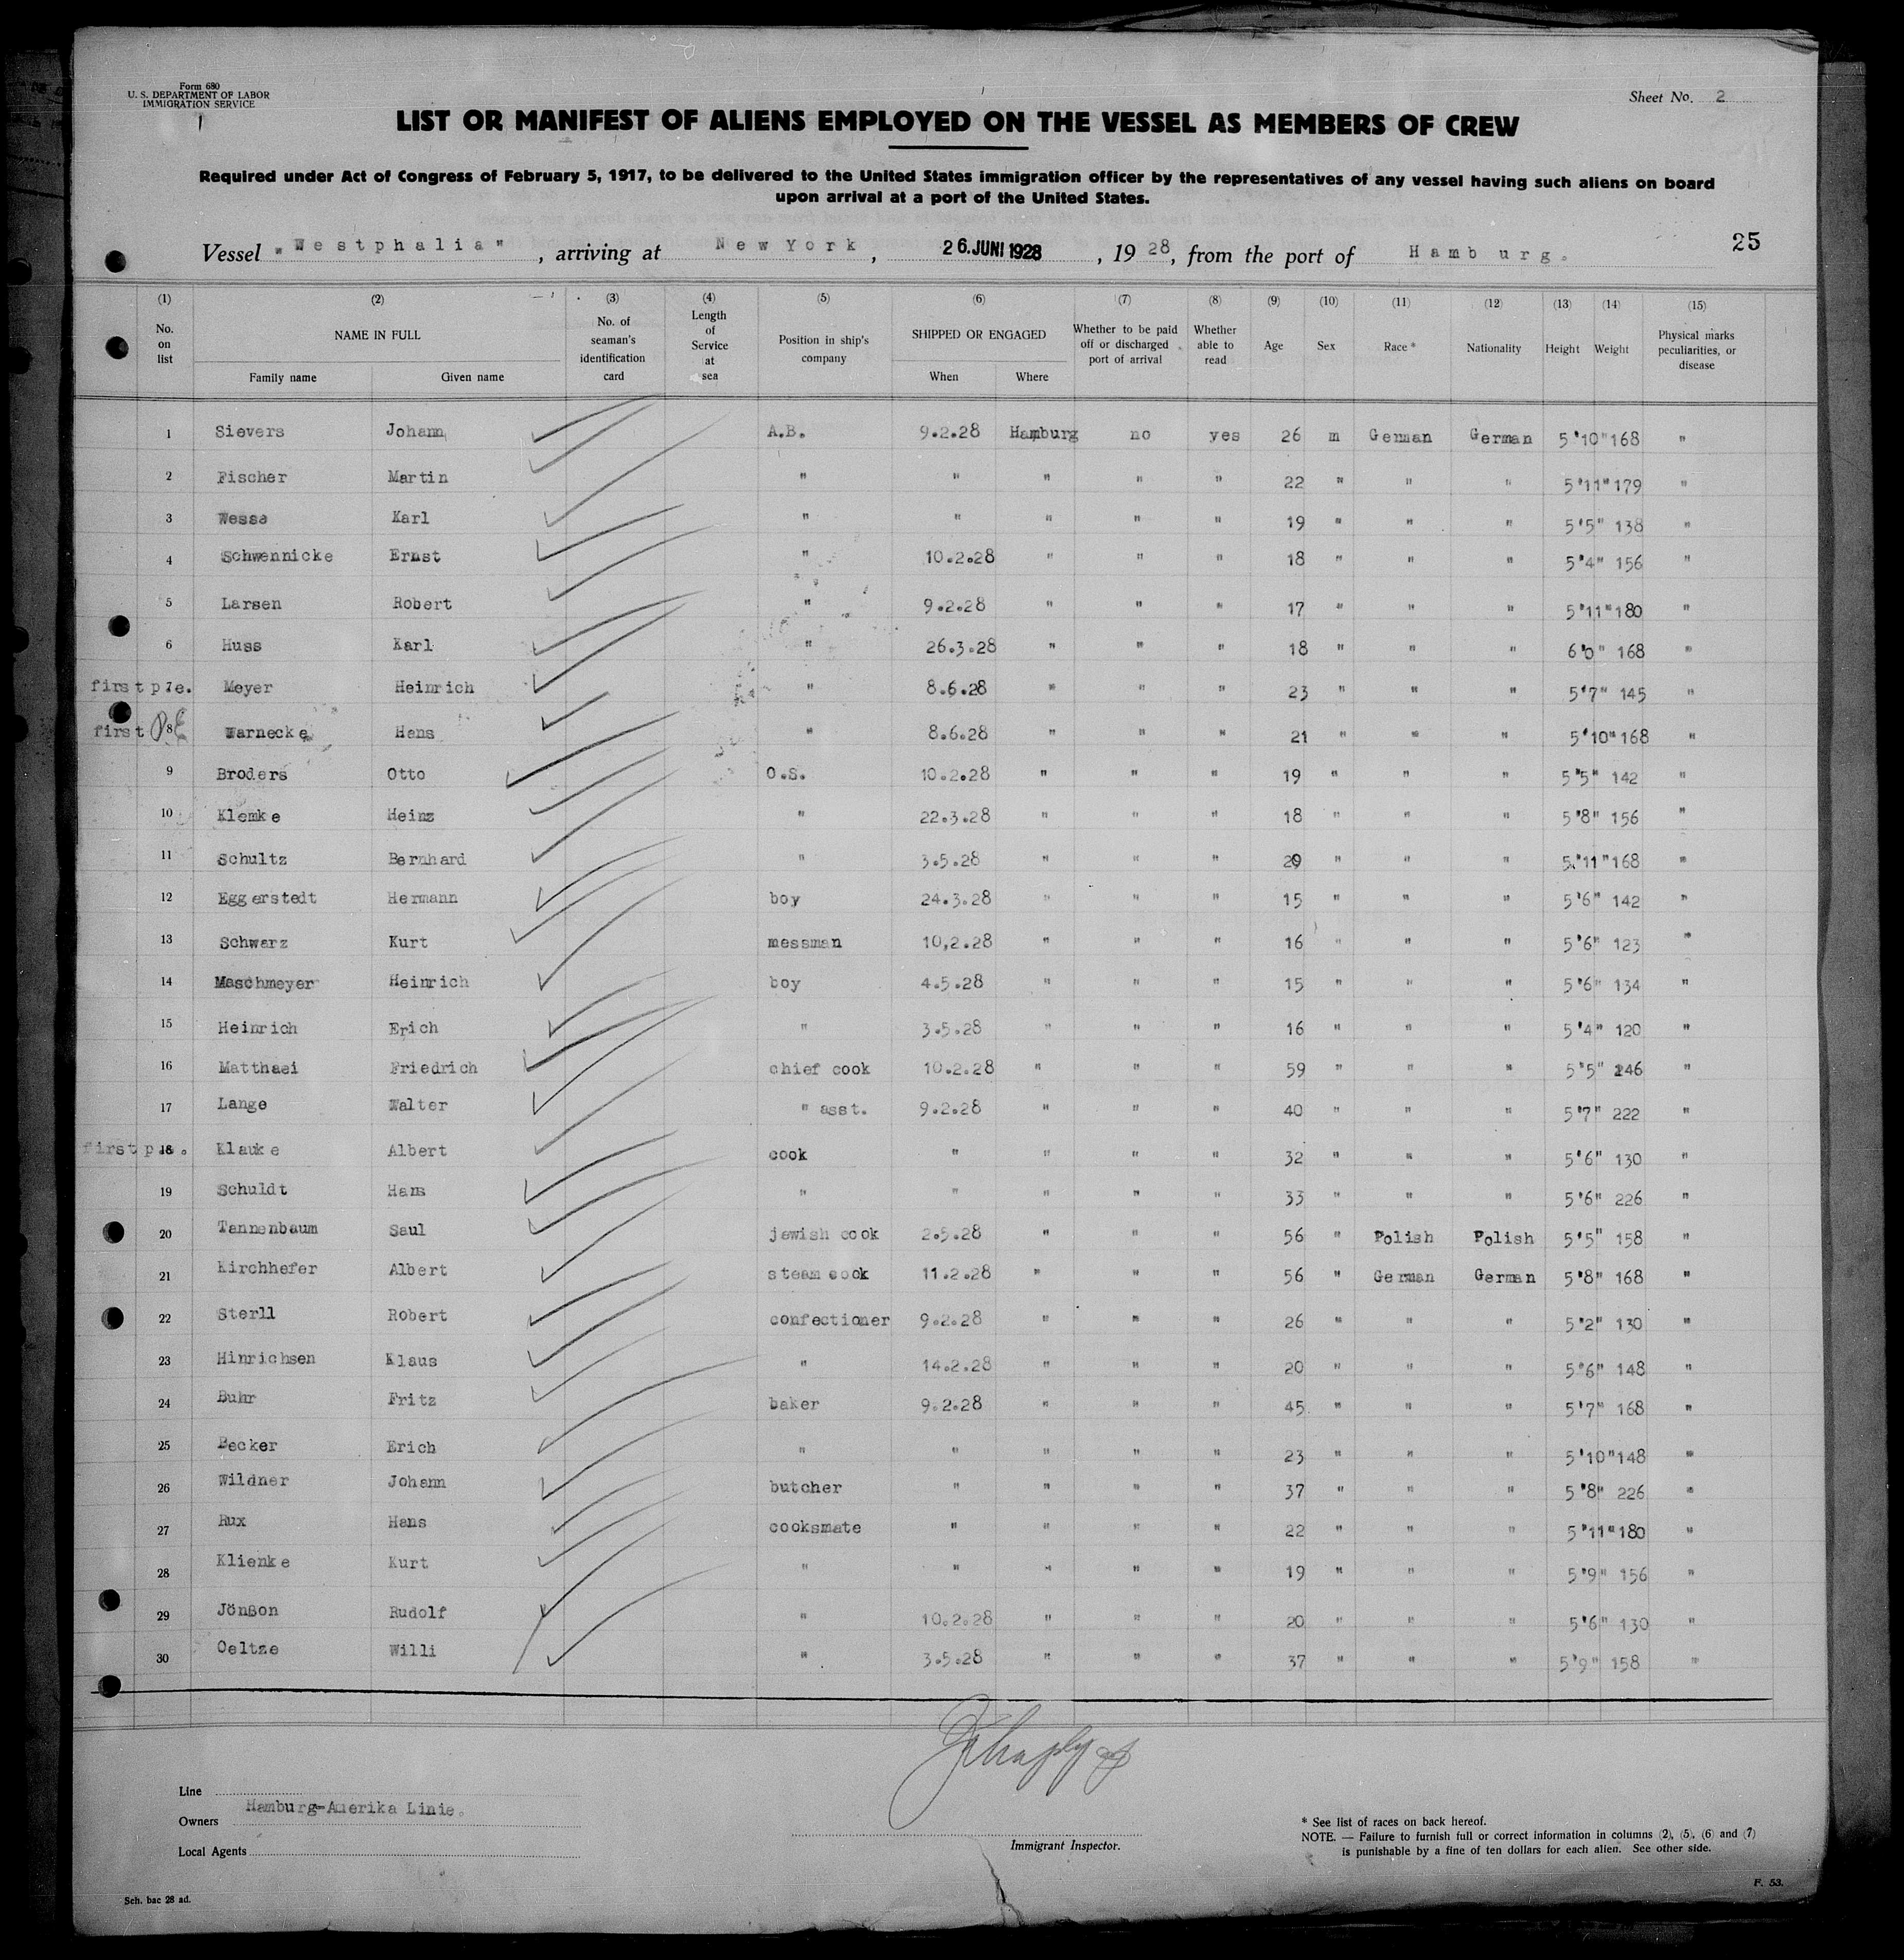 Form 680
U. S. DEPARTMENT OF LABOR
IMMIGRATION SERVICE
Sheet No. 2
LIST OR MANIFEST OF ALIENS EMPLOYED ON THE VESSEL AS MEMBERS OF CREW
Required under Act of Congress of February 5, 1917, to be delivered to the United States immigration officer by the representatives of any vessel having such aliens on board
upon arrival at a port of the United States.
Vessel "Westphalia", arriving at New York, 26. JUNI 1928, 1928, from the port of Hamburg. 25
(1) (2) (3) (4) (5) (6) (7) (8) (9) (10) (11) (12) (13) (14) (15)
No. on list NAME IN FULL Family name Given name No. of seaman's identification card Length of Service at sea Position in ship's company SHIPPED OR ENGAGED When Where Whether to be paid off or discharged port of arrival Whether able to read Age Sex Race * Nationality Height Weight Physical marks peculiarities, or disease
1 Sievers Johann A.B. 9.2.28 Hamburg no yes 26 m German German 5'10" 168 "
2 Fischer Martin " " " " " 22 " " " 5'11" 179 "
3 Wesse Karl " " " " " 19 " " " 5'5" 138 "
4 Schwennicke Ernst " 10.2.28 " " " 18 " " " 5'4" 156 "
5 Larsen Robert " 9.2.28 " " " 17 " " " 5'11" 180 "
6 Huss Karl " 26.3.28 " " " 18 " " " 6'0" 168 "
first p 7e. Meyer Heinrich " 8.6.28 " " " 23 " " " 5'7" 145 "
first 8 Warnecke Hans " 8.6.28 " " " 21 " " " 5'10" 168 "
9 Broders Otto O.S. 10.2.28 " " " 19 " " " 5'5" 142 "
10 Klemke Heinz " 22.3.28 " " " 18 " " " 5'8" 156 "
11 Schultz Bernhard " 3.5.28 " " " 29 " " " 5'11" 168 "
12 Eggerstedt Hermann boy 24.3.28 " " " 15 " " " 5'6" 142 "
13 Schwarz Kurt messman 10,2.28 " " " 16 " " " 5'6" 123 "
14 Maschmeyer Heinrich boy 4.5.28 " " " 15 " " " 5'6" 134 "
15 Heinrich Erich " 3.5.28 " " " 16 " " " 5'4" 120 "
16 Matthaei Friedrich chief cook 10.2.28 " " " 59 " " " 5'5" 246 "
17 Lange Walter " asst. 9.2.28 " " " 40 " " " 5'7" 222 "
first p. 18 Klauke Albert cook " " " " 32 " " " 5'6" 130 "
19 Schuldt Hans " " " " " 33 " " " 5'6" 226 "
20 Tannenbaum Saul jewish cook 2.5.28 " " " 56 " Polish Polish 5'5" 158 "
21 Kirchhefer Albert steam cook 11.2.28 " " " 56 " German German 5'8" 168 "
22 Sterll Robert confectioner 9.2.28 " " " 26 " " " 5'2" 130 "
23 Hinrichsen Klaus " 14.2.28 " " " 20 " " " 5'6" 148 "
24 Buhr Fritz baker 9.2.28 " " " 45 " " " 5'7" 168 "
25 Becker Erich " " " " " 23 " " " 5'10" 148 "
26 Wildner Johann butcher " " " " 37 " " " 5'8" 226 "
27 Rux Hans cooksmate " " " " 22 " " " 5'11" 180 "
28 Klienke Kurt " " " " " 19 " " " 5'9" 156 "
29 Jönßon Rudolf " 10.2.28 " " " 20 " " " 5'6" 130 "
30 Oeltze Willi " 3.5.28 " " " 37 " " " 5'9" 158 "
Line
Owners Hamburg-Amerika Linie.
Local Agents
Immigrant Inspector.
* See list of races on back hereof.
NOTE. — Failure to furnish full or correct information in columns (2), (5), (6) and (7)
is punishable by a fine of ten dollars for each alien. See other side.
Sch. bac 28 ad.
F. 53.